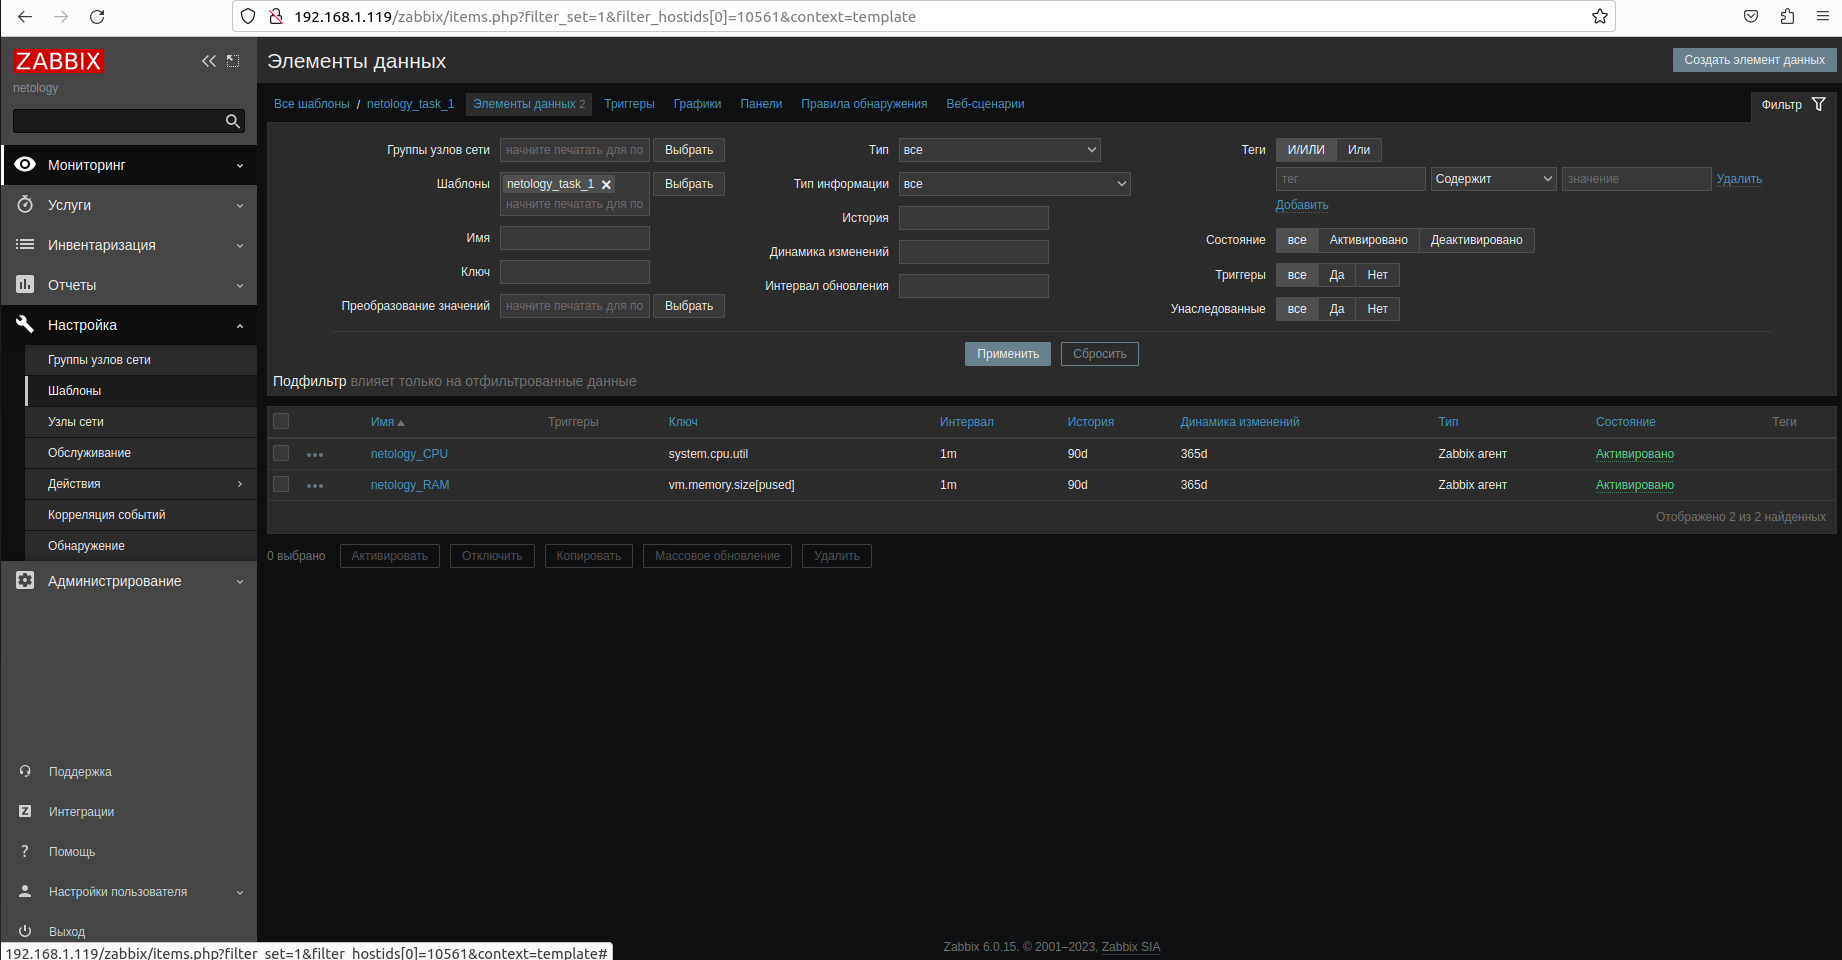 192.168.1.119/zabbix/items.php?filter_set=1&filter_hostids[0]=10561&context=template
ZABBIX
netology
Мониторинг
Услуги
Инвентаризация
Отчеты
Настройка
Группы узлов сети
Шаблоны
Узлы сети
Обслуживание
Действия
Корреляция событий
Обнаружение
Администрирование
Поддержка
Интеграции
Помощь
Настройки пользователя
Выход
Элементы данных
Создать элемент данных
Все шаблоны / netology_task_1 Элементы данных 2 Триггеры Графики Панели Правила обнаружения Веб-сценарии
Фильтр
Группы узлов сети начните печатать для по Выбрать
Шаблоны netology_task_1 Выбрать
начните печатать для по
Имя
Ключ
Преобразование значений начните печатать для по Выбрать
Тип все
Тип информации все
История
Динамика изменений
Интервал обновления
Теги И/ИЛИ Или
тег Содержит значение Удалить
Добавить
Состояние все Активировано Деактивировано
Триггеры все Да Нет
Унаследованные все Да Нет
Применить Сбросить
Подфильтр влияет только на отфильтрованные данные
Имя Триггеры Ключ Интервал История Динамика изменений Тип Состояние Теги
netology_CPU system.cpu.util 1m 90d 365d Zabbix агент Активировано
netology_RAM vm.memory.size[pused] 1m 90d 365d Zabbix агент Активировано
Отображено 2 из 2 найденных
0 выбрано Активировать Отключить Копировать Массовое обновление Удалить
Zabbix 6.0.15. © 2001–2023, Zabbix SIA
192.168.1.119/zabbix/items.php?filter_set=1&filter_hostids[0]=10561&context=template#